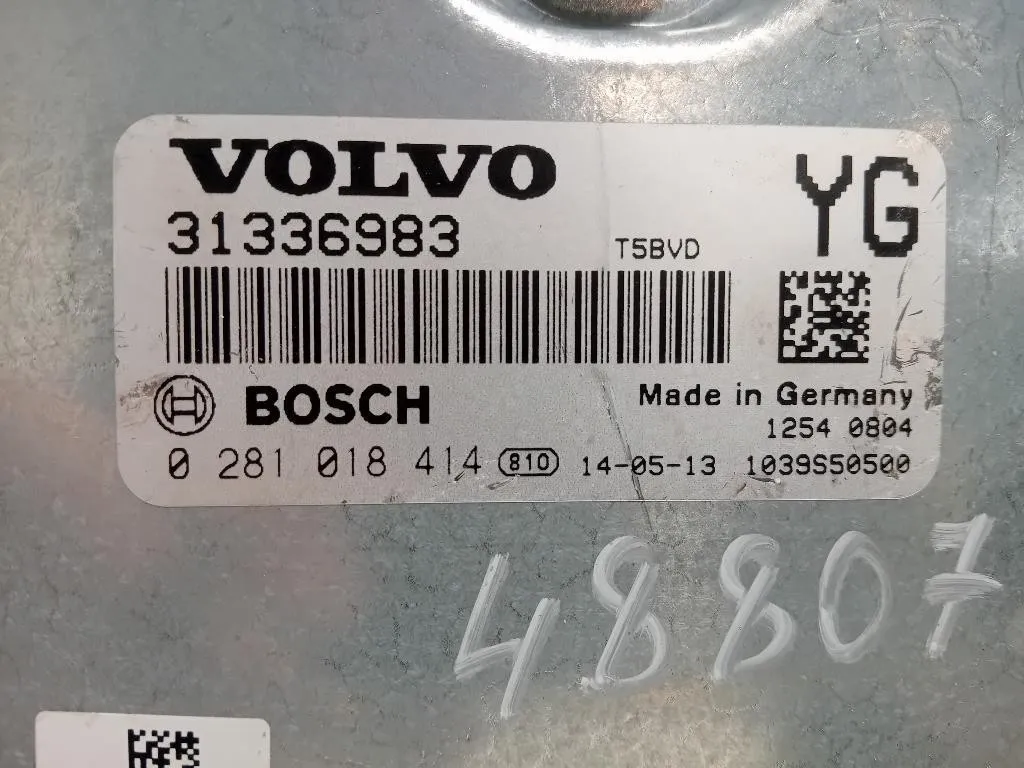 VOLVO
YG
31336983
T5BVD
BOSCH
Made in Germany
1254 0804
0 281 018 414 810 14-05-13 1039S50500
48807